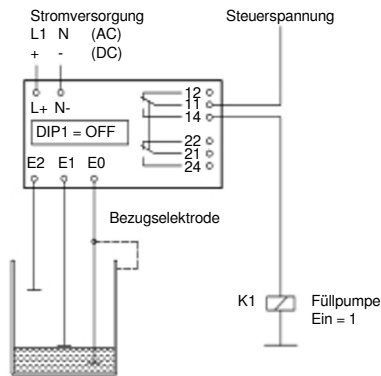 Stromversorgung
Steuerspannung
L1 N (AC)
+ - (DC)
12
11
14
L+ N-
DIP1 = OFF
22
21
24
E2 E1 E0
Bezugselektrode
K1
Füllpumpe
Ein = 1